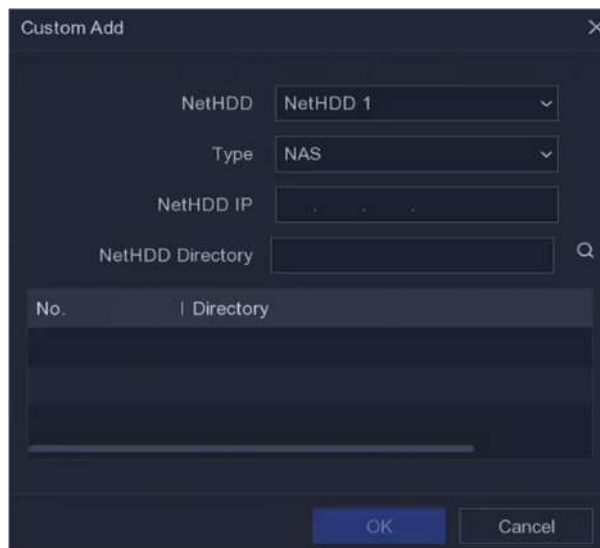 Custom Add
NetHDD NetHDD 1
Type NAS
NetHDD IP . . .
NetHDD Directory
No. Directory
OK Cancel